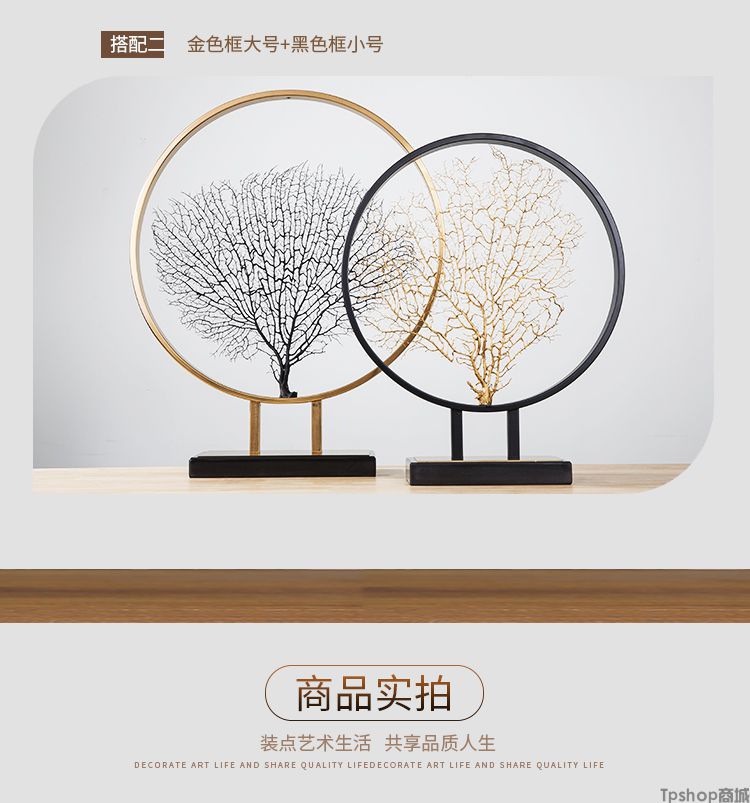 搭配二 金色框大号+黑色框小号
商品实拍
装点艺术生活 共享品质人生
DECORATE ART LIFE AND SHARE QUALITY LIFEDECORATE ART LIFE AND SHARE QUALITY LIFE
Tpshop商城